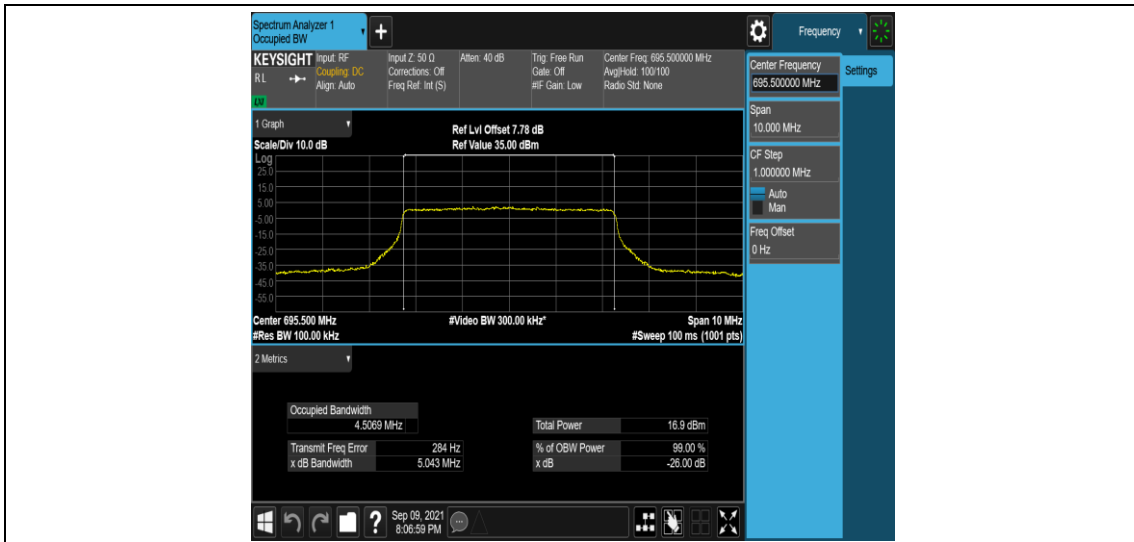 Spectrum Analyzer 1
Occupied BW
+
Frequency
KEYSIGHT
RL
LXI
Input: RF
Coupling: DC
Align: Auto
Input Z: 50 Ω
Corrections: Off
Freq Ref: Int (S)
Atten: 40 dB
Trig: Free Run
Gate: Off
#IF Gain: Low
Center Freq: 695.500000 MHz
Avg|Hold: 100/100
Radio Std: None
Center Frequency
695.500000 MHz
Settings
Span
10.000 MHz
CF Step
1.000000 MHz
Auto
Man
Freq Offset
0 Hz
1 Graph
Ref Lvl Offset 7.78 dB
Scale/Div 10.0 dB
Ref Value 35.00 dBm
Log
25.0
15.0
5.00
-5.00
-15.0
-25.0
-35.0
-45.0
-55.0
Center 695.500 MHz
#Video BW 300.00 kHz*
Span 10 MHz
#Res BW 100.00 kHz
#Sweep 100 ms (1001 pts)
2 Metrics
Occupied Bandwidth
4.5069 MHz
Total Power 16.9 dBm
Transmit Freq Error 284 Hz
% of OBW Power 99.00 %
x dB Bandwidth 5.043 MHz
x dB -26.00 dB
?
Sep 09, 2021
8:06:59 PM